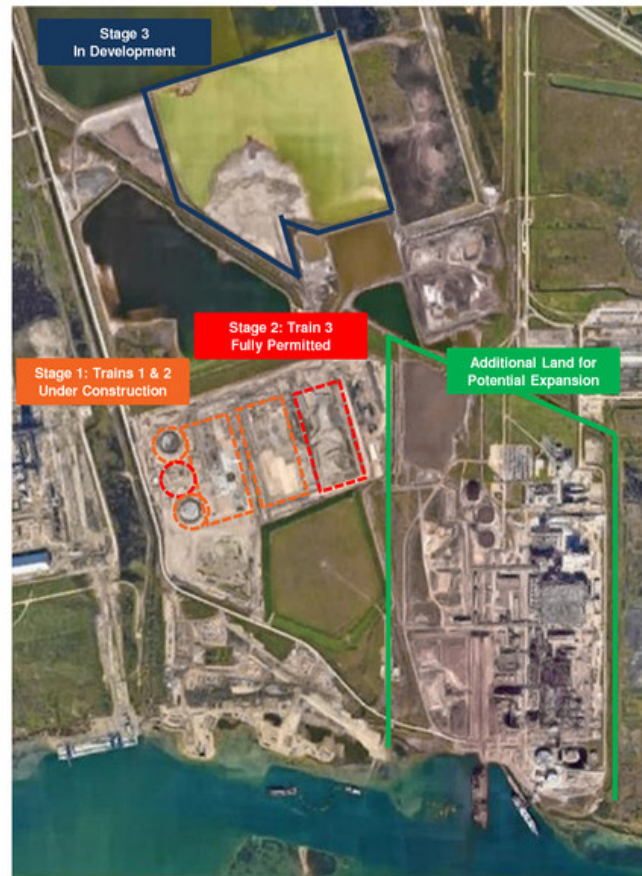 Stage 3
In Development
Stage 2: Train 3
Fully Permitted
Stage 1: Trains 1 & 2
Under Construction
Additional Land for
Potential Expansion